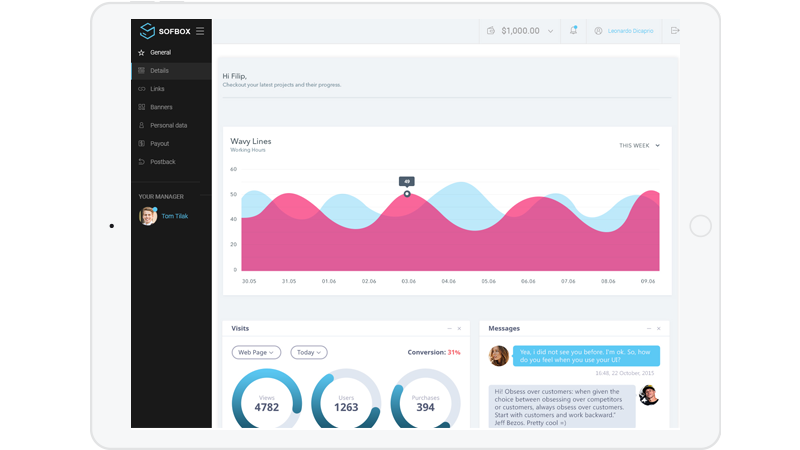 SOFBOX
$1,000.00
Leonardo Dicaprio
General
Details
Links
Banners
Personal data
Payout
Postback
YOUR MANAGER
Tom Tilak
Hi Filip,
Checkout your latest projects and their progress.
Wavy Lines
Working Hours
THIS WEEK
60
50
40
20
0
49
30.05 31.05 01.06 02.06 03.06 04.06 05.06 06.06 07.06 08.06 09.06
Visits
Web Page
Today
Conversion: 31%
Views
4782
Users
1263
Purchases
394
Messages
Yea, i did not see you before. I'm ok. So, how
do you feel when you use your UI?
16:48, 22 October, 2015
Hi! Obsess over customers: when given the
choice between obsessing over competitors
or customers, always obsess over customers.
Start with customers and work backward."
Jeff Bezos. Pretty cool =)